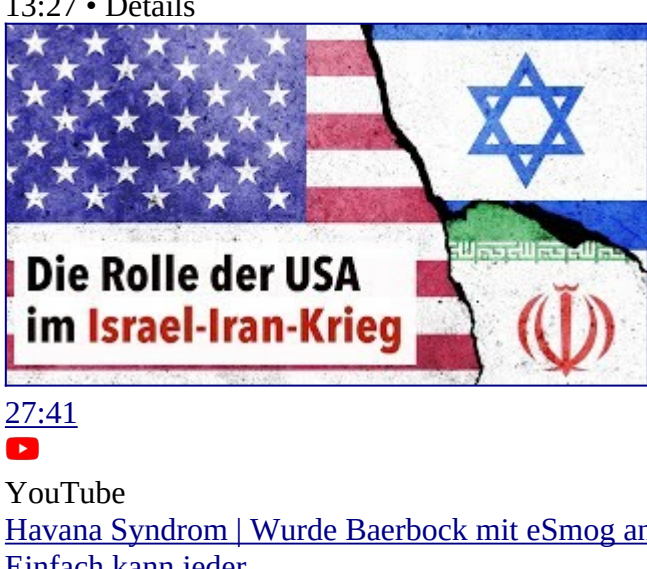 13:27 • Details
Die Rolle der USA
im Israel-Iran-Krieg
27:41
YouTube
Havana Syndrom | Wurde Baerbock mit eSmog
Einfach kann jeder